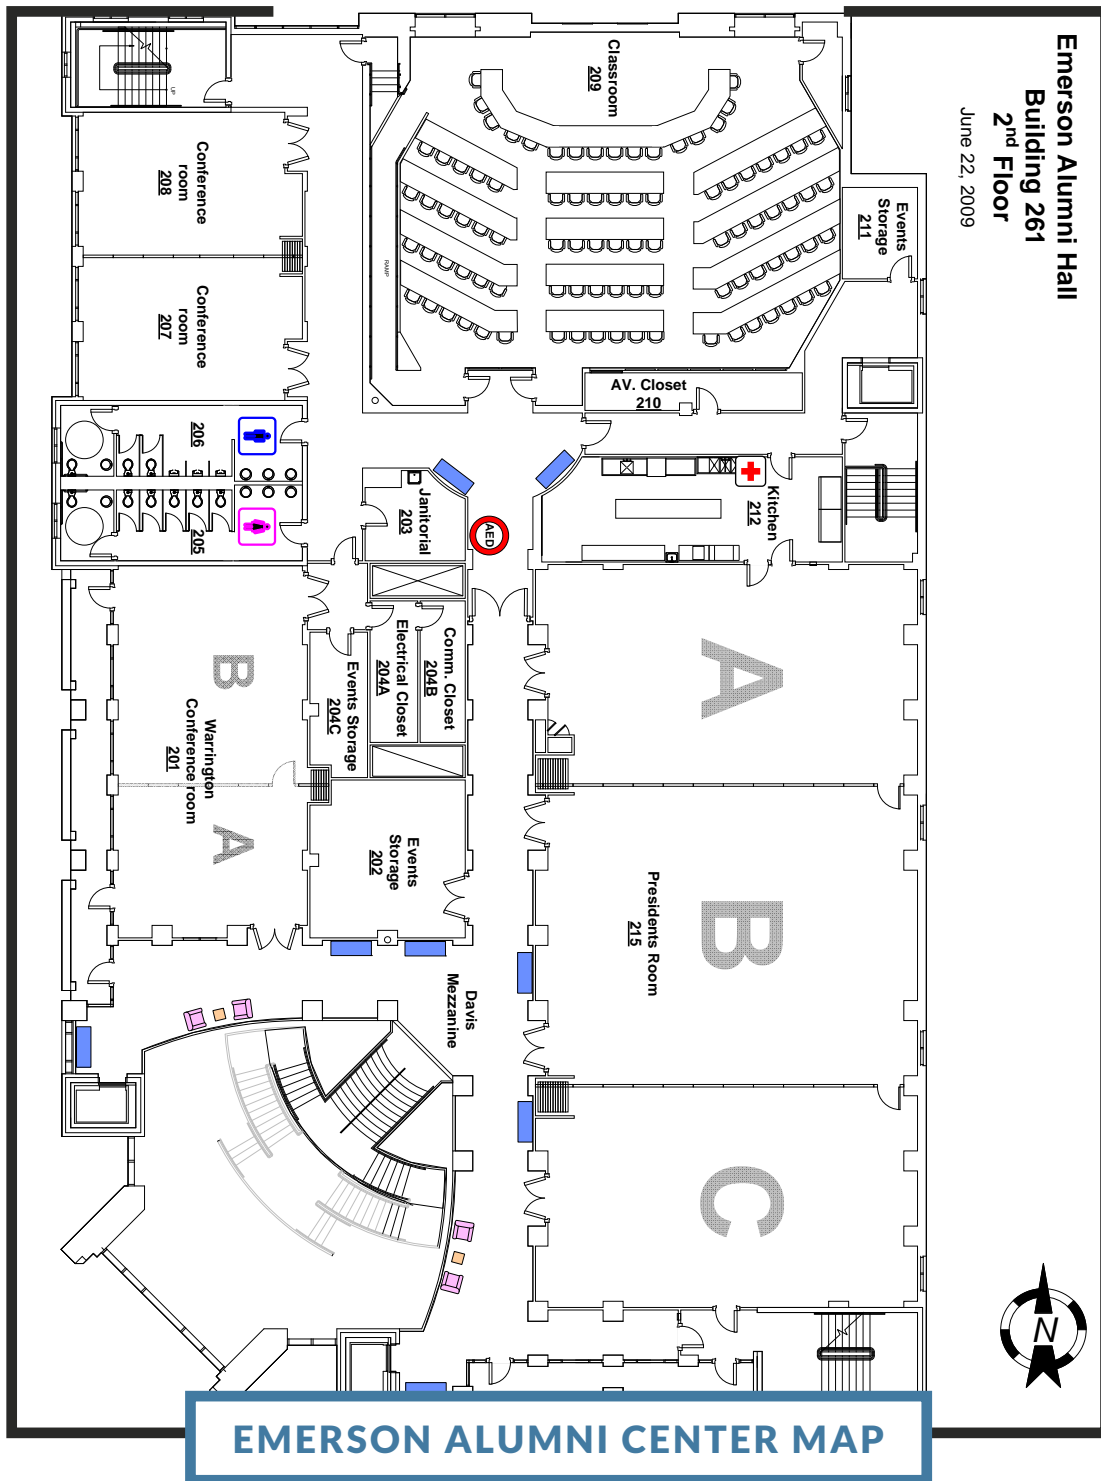 Emerson Alumni Hall
Building 261
2nd Floor
June 22, 2009
Classroom
209
Events
Storage
211
UP
Conference
room
208
RAMP
Conference
room
207
AV. Closet
210
206
205
Janitorial
203
AED
Kitchen
212
A
B
Warrington
Conference room
201
A
Comm. Closet
204B
Electrical Closet
204A
Events Storage
204C
Events
Storage
202
Presidents Room
215
B
Davis
Mezzanine
C
N
EMERSON ALUMNI CENTER MAP